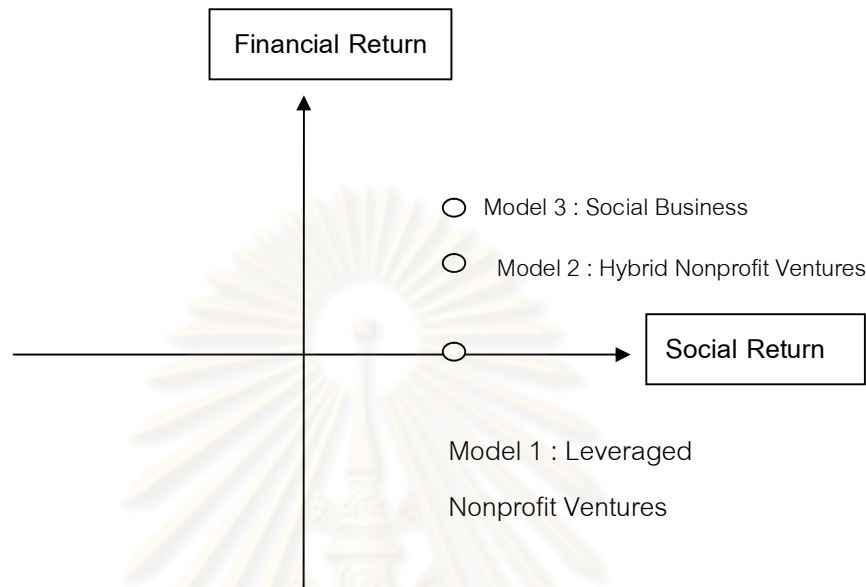 Financial Return
Model 3 : Social Business
Model 2 : Hybrid Nonprofit Ventures
Social Return
Model 1 : Leveraged
Nonprofit Ventures